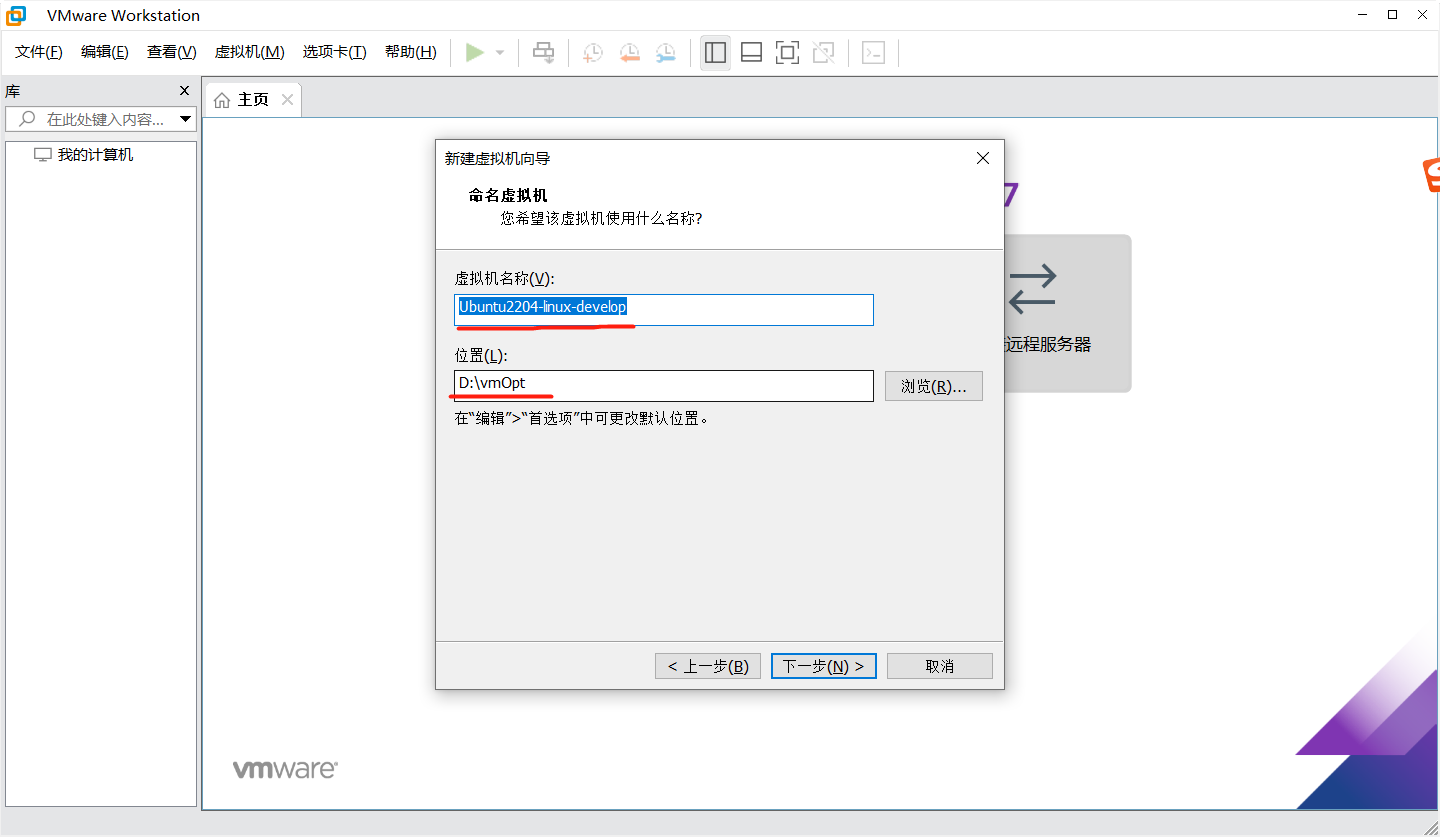 VMware Workstation
文件(F) 编辑(E) 查看(V) 虚拟机(M) 选项卡(T) 帮助(H)
库
在此处键入内容...
我的计算机
主页
新建虚拟机向导
命名虚拟机
您希望该虚拟机使用什么名称?
7
虚拟机名称(V):
Ubuntu2204-linux-develop
位置(L):
D:\vmOpt
浏览(R)...
在“编辑”>“首选项”中可更改默认位置。
远程服务器
< 上一步(B) 下一步(N) > 取消
vmware